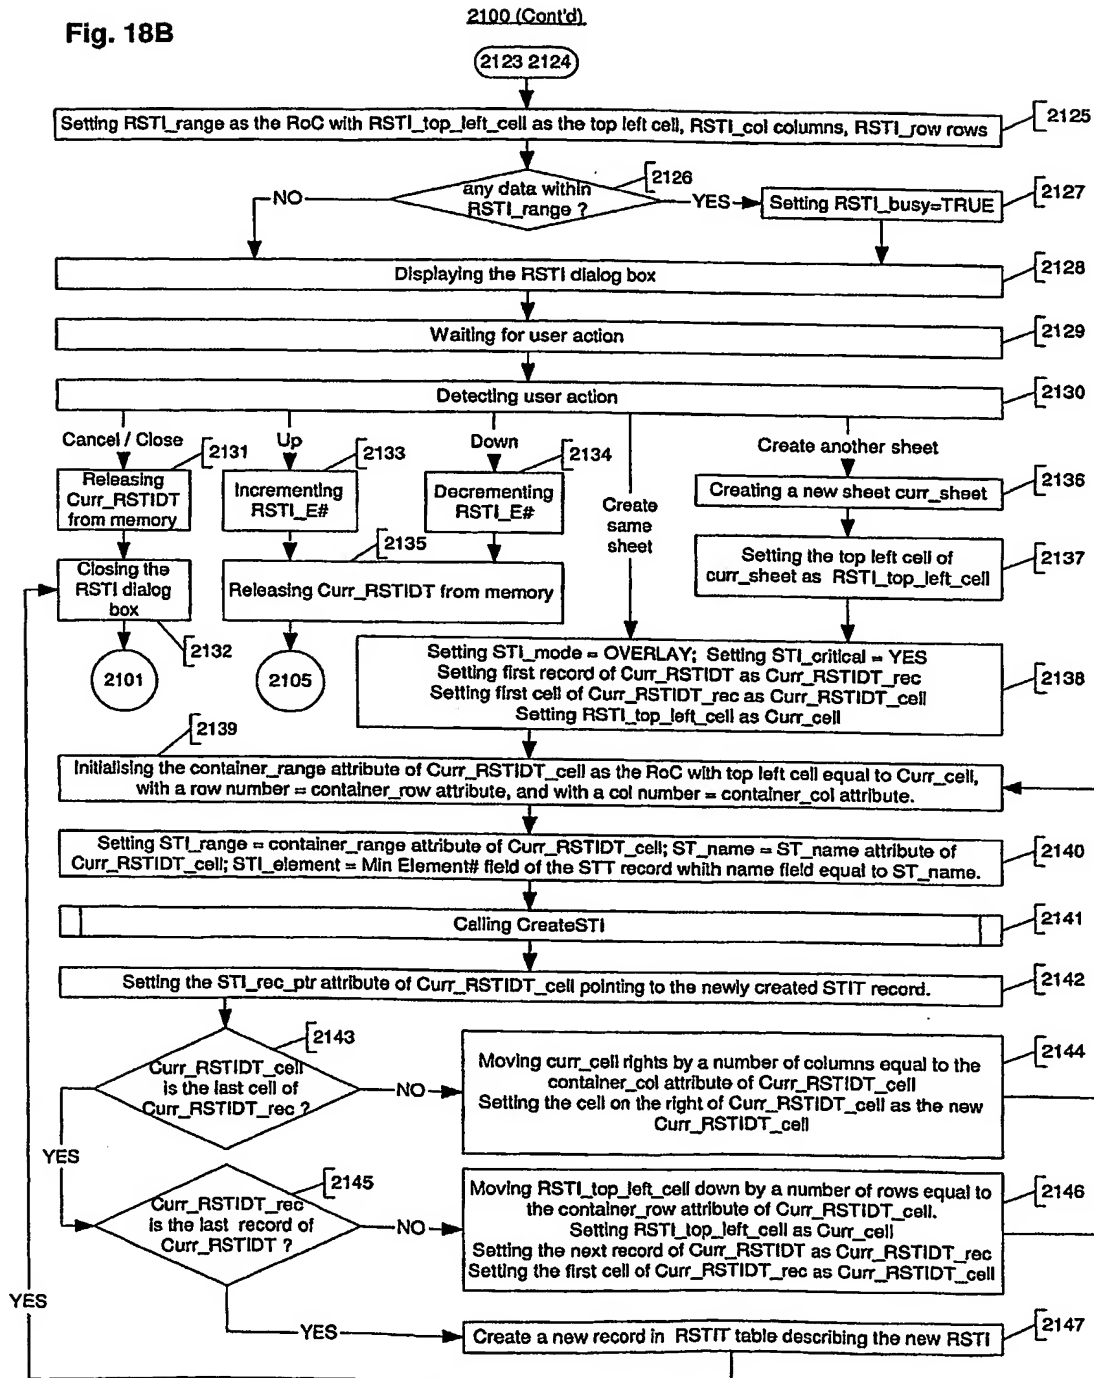 2100 (Cont'd)
Fig. 18B
2123 2124
Setting RSTI_range as the RoC with RSTI_top_left_cell as the top left cell, RSTI_col columns, RSTI_row rows
2125
any data within
RSTI_range ?
2126
NO
YES
Setting RSTI_busy=TRUE
2127
Displaying the RSTI dialog box
2128
Waiting for user action
2129
Detecting user action
2130
Cancel / Close
2131
Releasing
Curr_RSTIDT
from memory
Up
2133
Incrementing
RSTI_E#
Down
2134
Decrementing
RSTI_E#
Create
same
sheet
Create another sheet
2136
Creating a new sheet curr_sheet
Closing the
RSTI dialog
box
2132
2135
Releasing Curr_RSTIDT from memory
Setting the top left cell of
curr_sheet as RSTI_top_left_cell
2137
2101
2105
Setting STI_mode = OVERLAY; Setting STI_critical = YES
Setting first record of Curr_RSTIDT as Curr_RSTIDT_rec
Setting first cell of Curr_RSTIDT_rec as Curr_RSTIDT_cell
Setting RSTI_top_left_cell as Curr_cell
2138
2139
Initialising the container_range attribute of Curr_RSTIDT_cell as the RoC with top left cell equal to Curr_cell,
with a row number = container_row attribute, and with a col number = container_col attribute.
Setting STI_range = container_range attribute of Curr_RSTIDT_cell; ST_name = ST_name attribute of
Curr_RSTIDT_cell; STI_element = Min Element# field of the STT record whith name field equal to ST_name.
2140
Calling CreateSTI
2141
Setting the STI_rec_ptr attribute of Curr_RSTIDT_cell pointing to the newly created STIT record.
2142
2143
Curr_RSTIDT_cell
is the last cell of
Curr_RSTIDT_rec ?
NO
YES
Moving curr_cell rights by a number of columns equal to the
container_col attribute of Curr_RSTIDT_cell
Setting the cell on the right of Curr_RSTIDT_cell as the new
Curr_RSTIDT_cell
2144
2145
Curr_RSTIDT_rec
is the last record of
Curr_RSTIDT ?
NO
Moving RSTI_top_left_cell down by a number of rows equal to
the container_row attribute of Curr_RSTIDT_cell.
Setting RSTI_top_left_cell as Curr_cell
Setting the next record of Curr_RSTIDT as Curr_RSTIDT_rec
Setting the first cell of Curr_RSTIDT_rec as Curr_RSTIDT_cell
2146
YES
YES
Create a new record in RSTIT table describing the new RSTI
2147